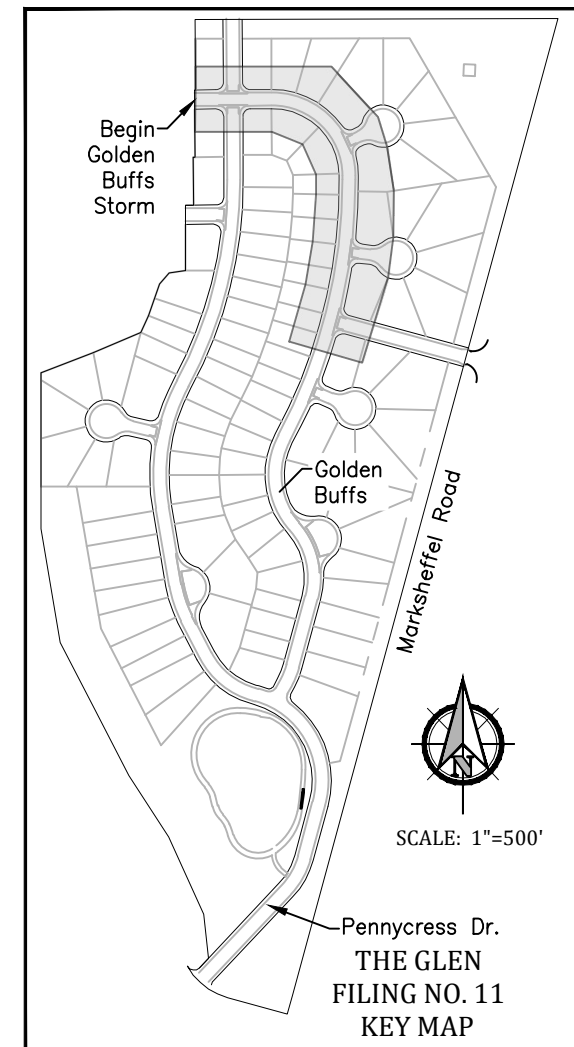 Begin
Golden
Buffs
Storm
Golden
Buffs
Marksheffel Road
N
SCALE: 1"=500'
Pennycress Dr.
THE GLEN
FILING NO. 11
KEY MAP